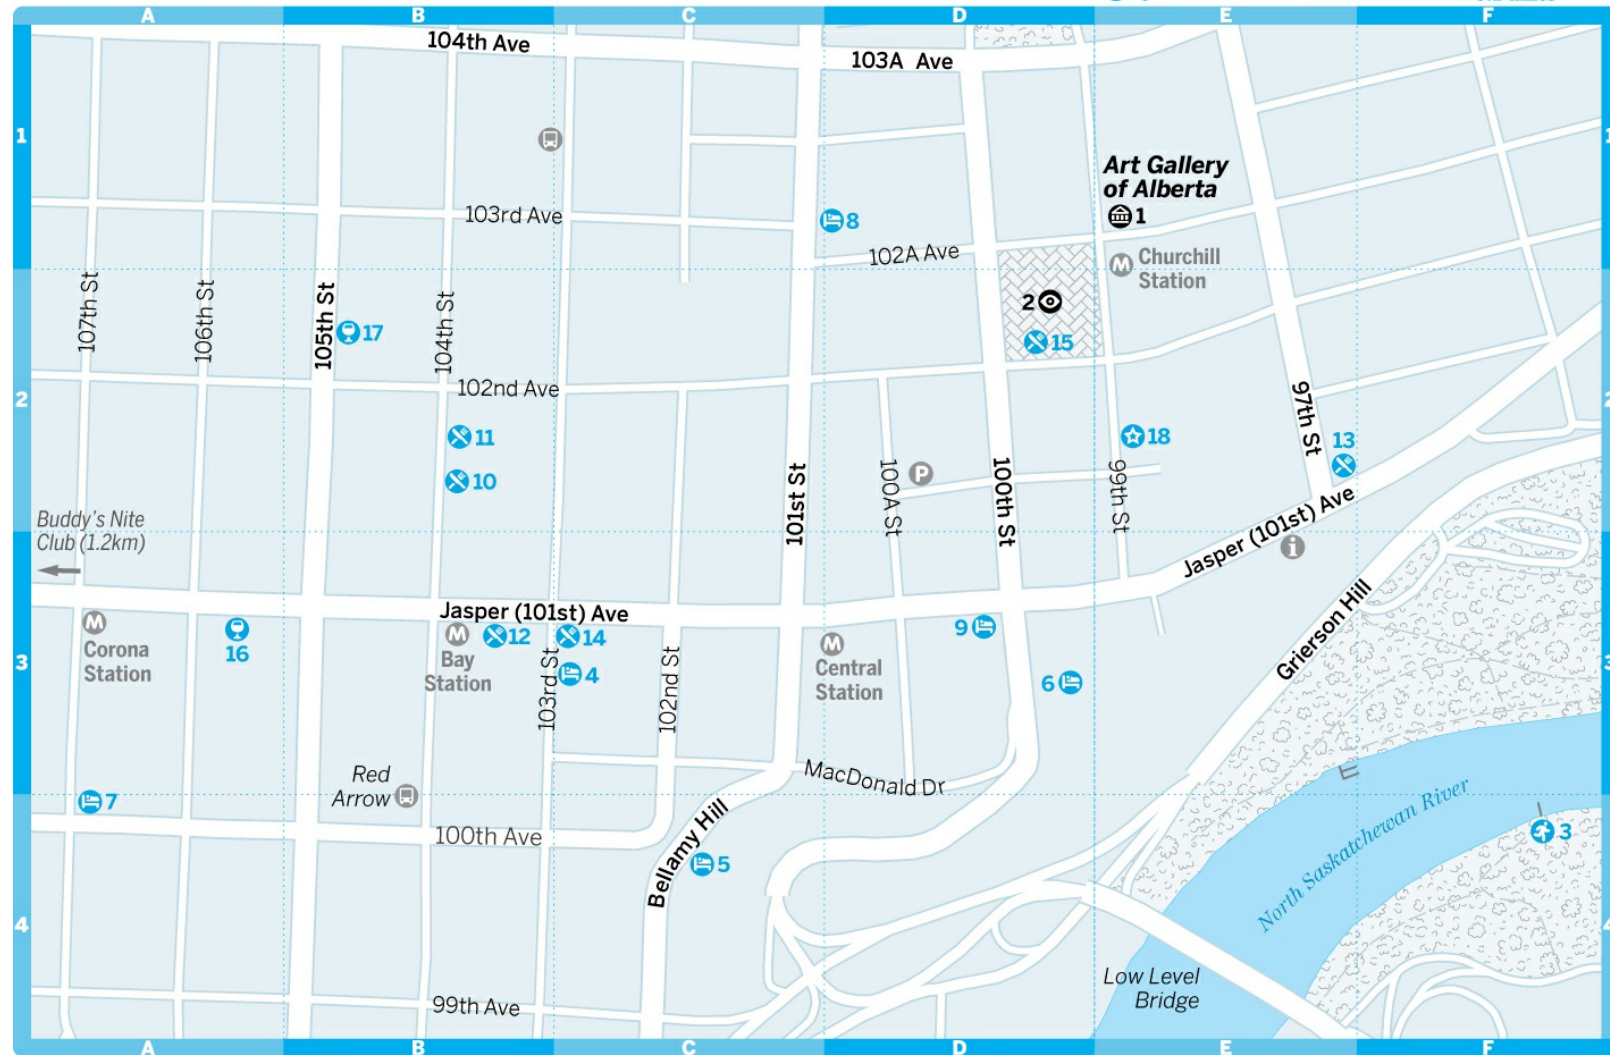 A
B
C
D
E
F
104th Ave
103A Ave
1
1
Art Gallery
of Alberta
1
103rd Ave
8
102A Ave
M
Churchill
Station
107th St
106th St
105th St
104th St
17
2
15
102nd Ave
2
2
97th St
11
18
13
10
101st St
100A St
P
100th St
99th St
Buddy's Nite
Club (1.2km)
Jasper (101st) Ave
i
Jasper (101st) Ave
M
Corona
Station
16
M
Bay
Station
12
14
4
103rd St
102nd St
M
Central
Station
9
6
Grierson Hill
3
3
Red
Arrow
MacDonald Dr
7
100th Ave
Bellamy Hill
5
North Saskatchewan River
3
4
4
Low Level
Bridge
99th Ave
A
B
C
D
E
F